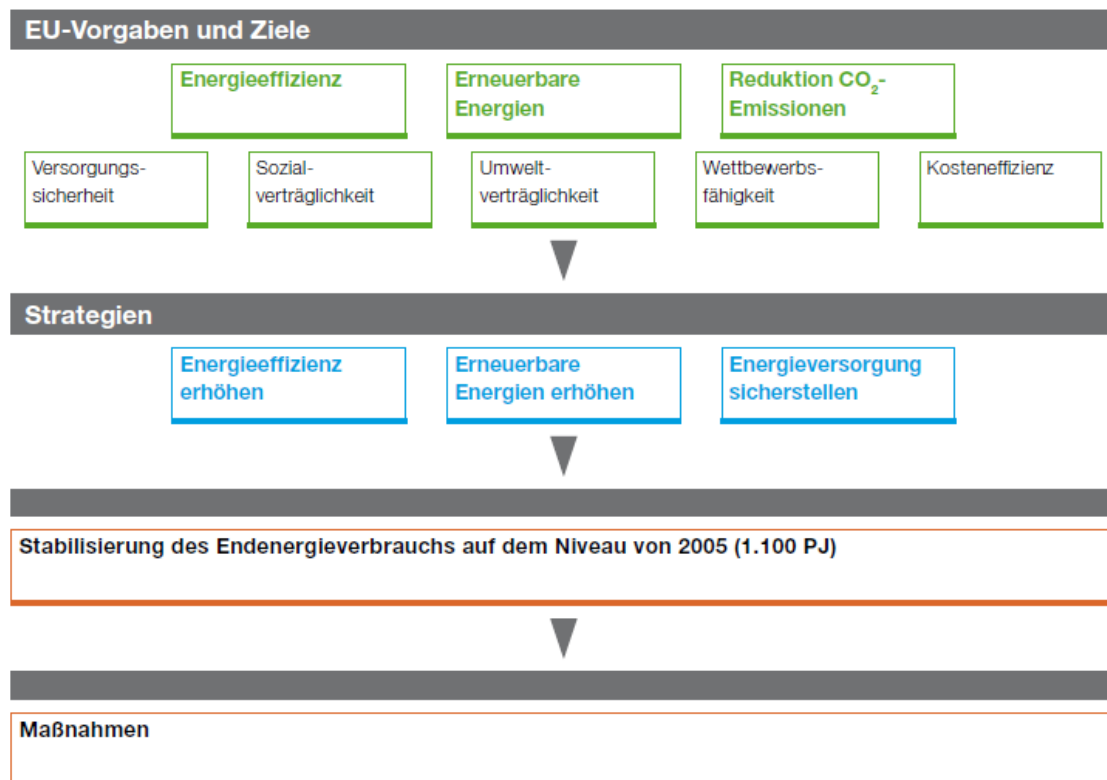 EU-Vorgaben und Ziele
Energieeffizienz
Erneuerbare
Energien
Reduktion CO₂-
Emissionen
Versorgungs-
sicherheit
Sozial-
verträglichkeit
Umwelt-
verträglichkeit
Wettbewerbs-
fähigkeit
Kosteneffizienz
Strategien
Energieeffizienz
erhöhen
Erneuerbare
Energien erhöhen
Energieversorgung
sicherstellen
Stabilisierung des Endenergieverbrauchs auf dem Niveau von 2005 (1.100 PJ)
Maßnahmen